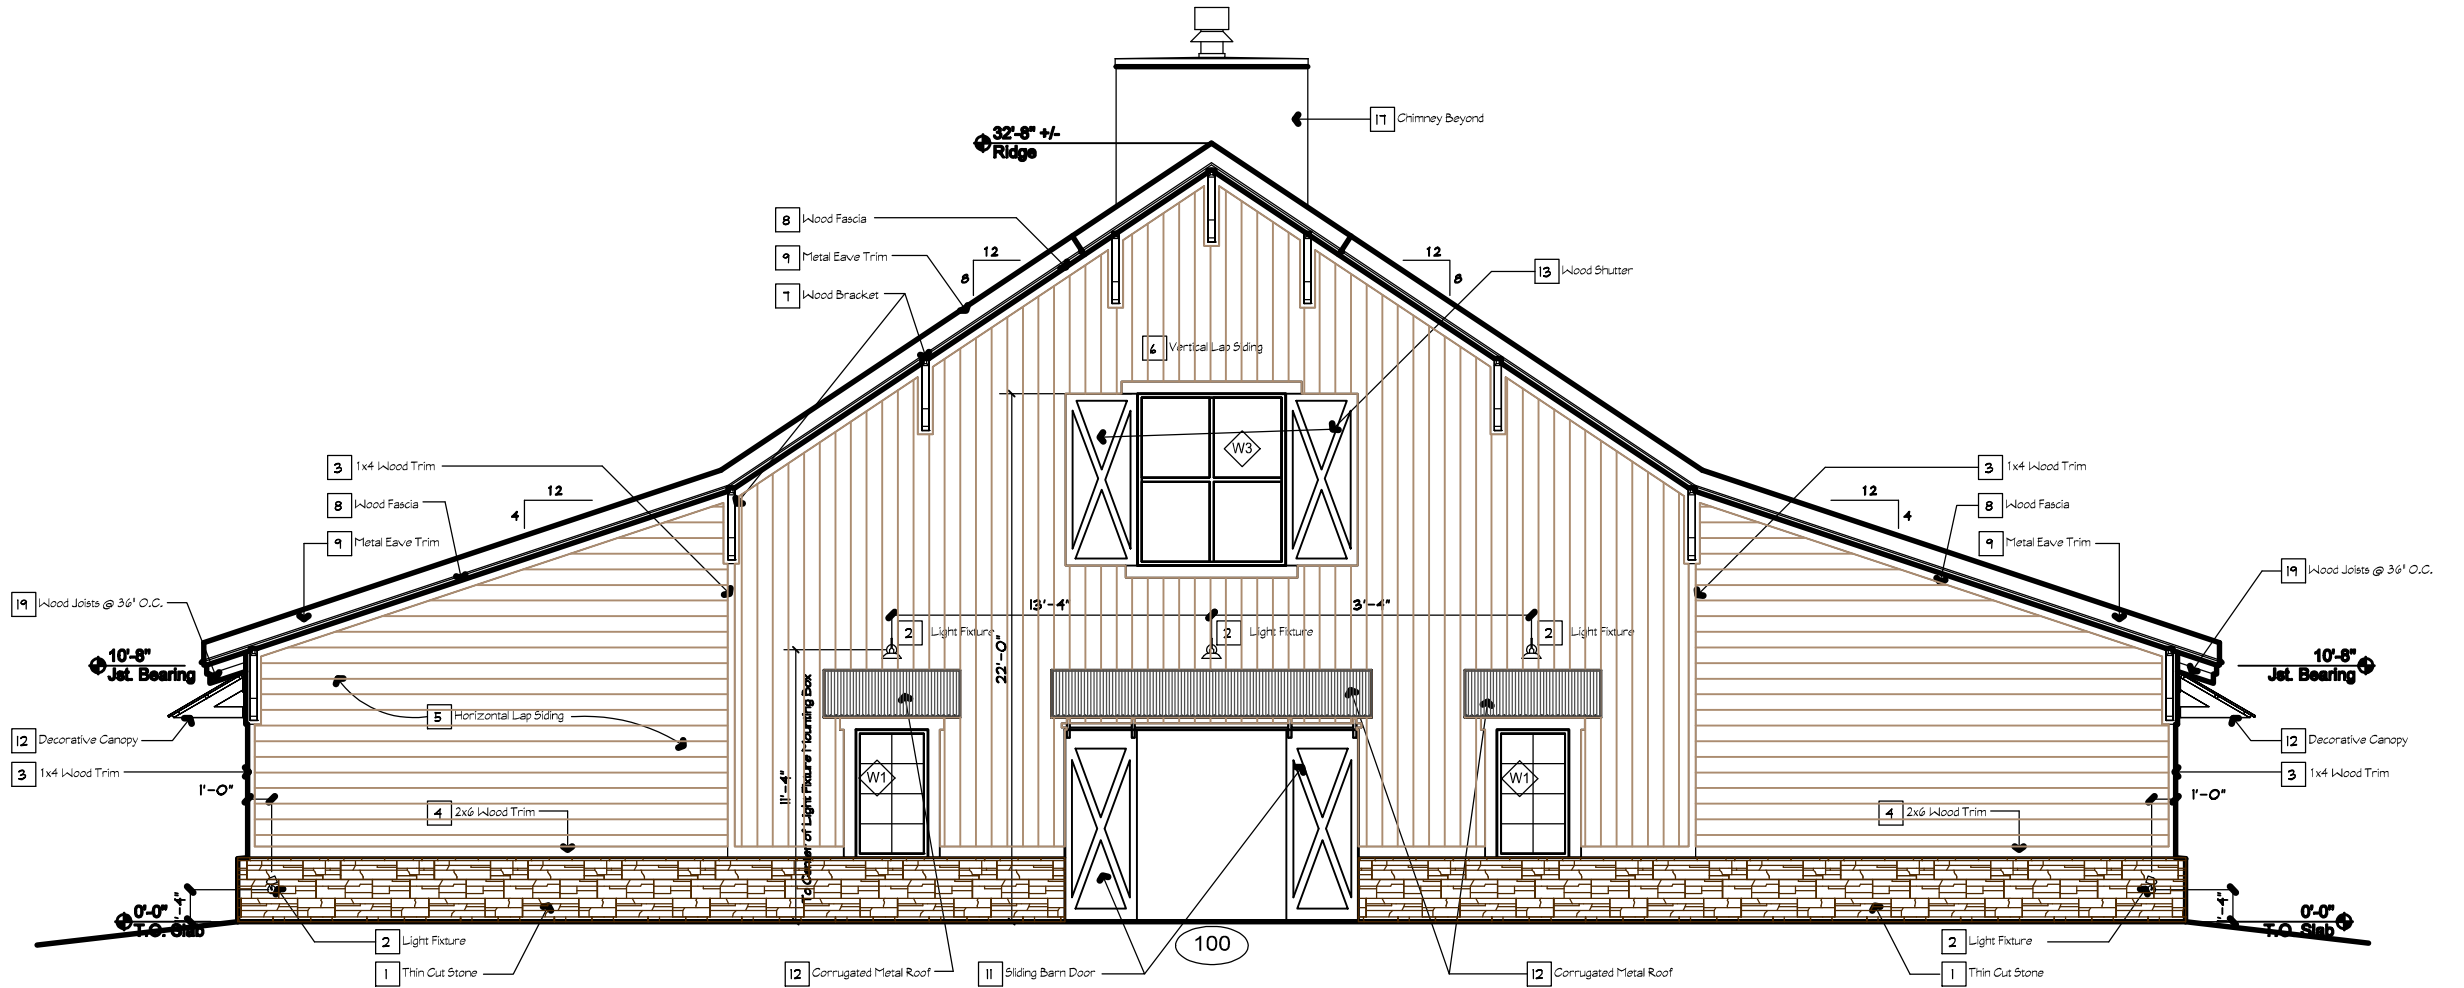 17 Chimney Beyond
32'-8" +/-
Ridge
8 Wood Fascia
9 Metal Eave Trim
7 Wood Bracket
12
8
12
8
13 Wood Shutter
6 Vertical Lap Siding
W3
3 1x4 Wood Trim
8 Wood Fascia
9 Metal Eave Trim
12
4
12
4
3 1x4 Wood Trim
8 Wood Fascia
9 Metal Eave Trim
19 Wood Joists @ 36" O.C.
19 Wood Joists @ 36" O.C.
13'-4"
3'-4"
2 Light Fixture
2 Light Fixture
2 Light Fixture
22'-0"
10'-8"
Jst. Bearing
10'-8"
Jst. Bearing
5 Horizontal Lap Siding
12 Decorative Canopy
3 1x4 Wood Trim
1'-0"
12 Decorative Canopy
3 1x4 Wood Trim
1'-0"
11'-4"
To Center of Light Fixture Mounting Box
W1
W1
4 2x6 Wood Trim
4 2x6 Wood Trim
0'-0"
T.O. Slab
'-4"
0'-0"
T.O. Slab
'-4"
2 Light Fixture
1 Thin Cut Stone
12 Corrugated Metal Roof
11 Sliding Barn Door
100
12 Corrugated Metal Roof
2 Light Fixture
1 Thin Cut Stone